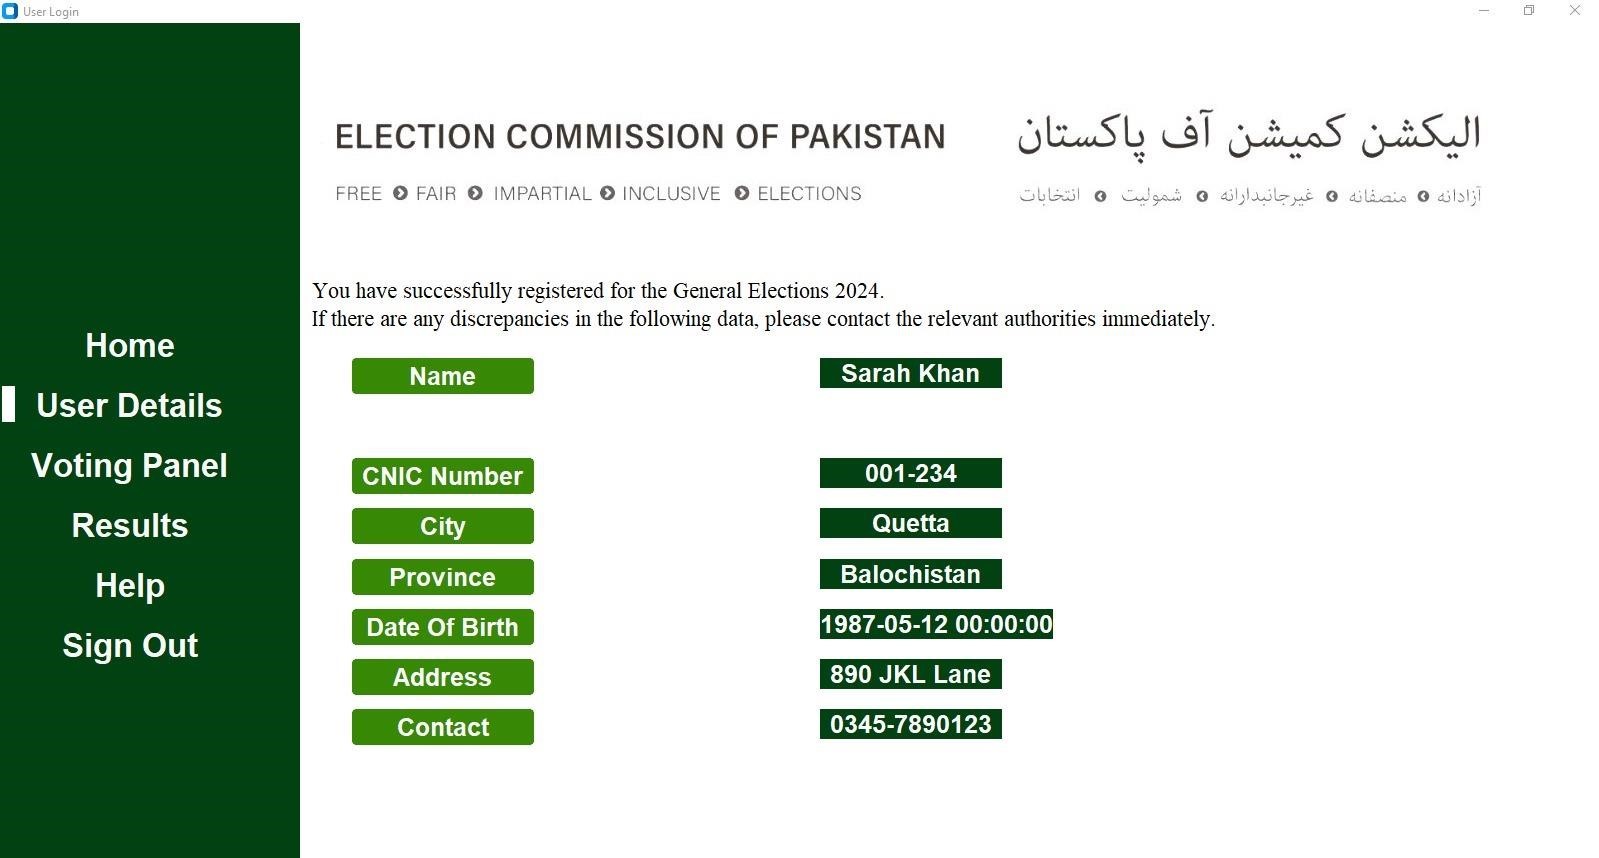 User Login
ELECTION COMMISSION OF PAKISTAN
الیکشن کمیشن آف پاکستان
FREE FAIR IMPARTIAL INCLUSIVE ELECTIONS
آزادانہ منصفانہ غیرجانبدارانہ شمولیت انتخابات
You have successfully registered for the General Elections 2024.
If there are any discrepancies in the following data, please contact the relevant authorities immediately.
Home
User Details
Voting Panel
Results
Help
Sign Out
Name Sarah Khan
CNIC Number 001-234
City Quetta
Province Balochistan
Date Of Birth 1987-05-12 00:00:00
Address 890 JKL Lane
Contact 0345-7890123